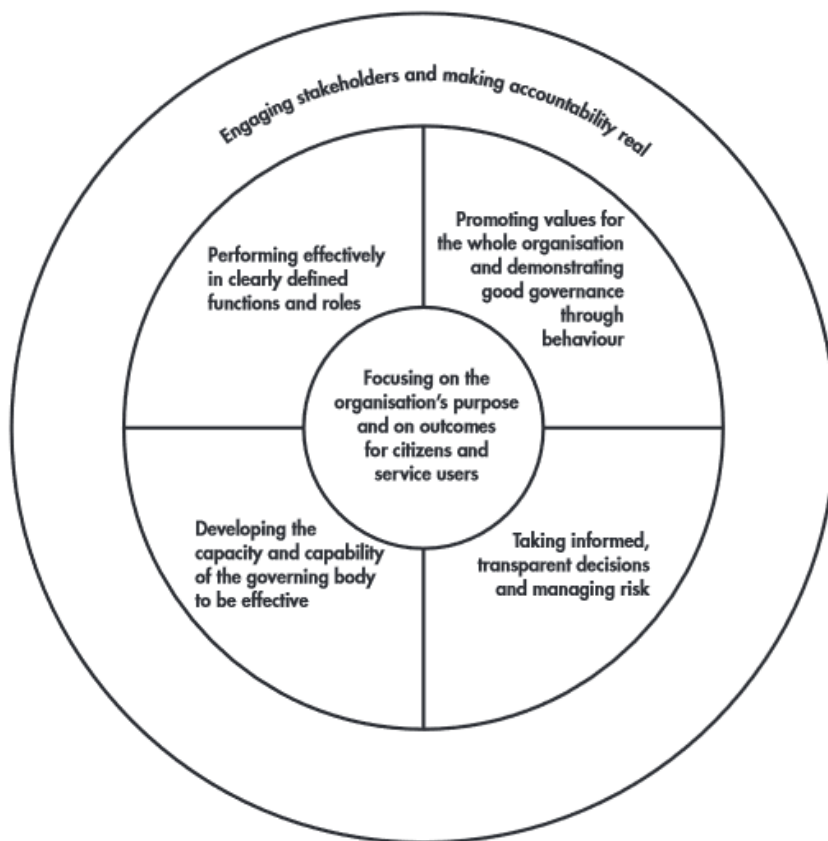 Engaging stakeholders and making accountability real
Performing effectively
in clearly defined
functions and roles
Promoting values for
the whole organisation
and demonstrating
good governance
through
behaviour
Focusing on the
organisation's purpose
and on outcomes
for citizens and
service users
Developing the
capacity and capability
of the governing body
to be effective
Taking informed,
transparent decisions
and managing risk